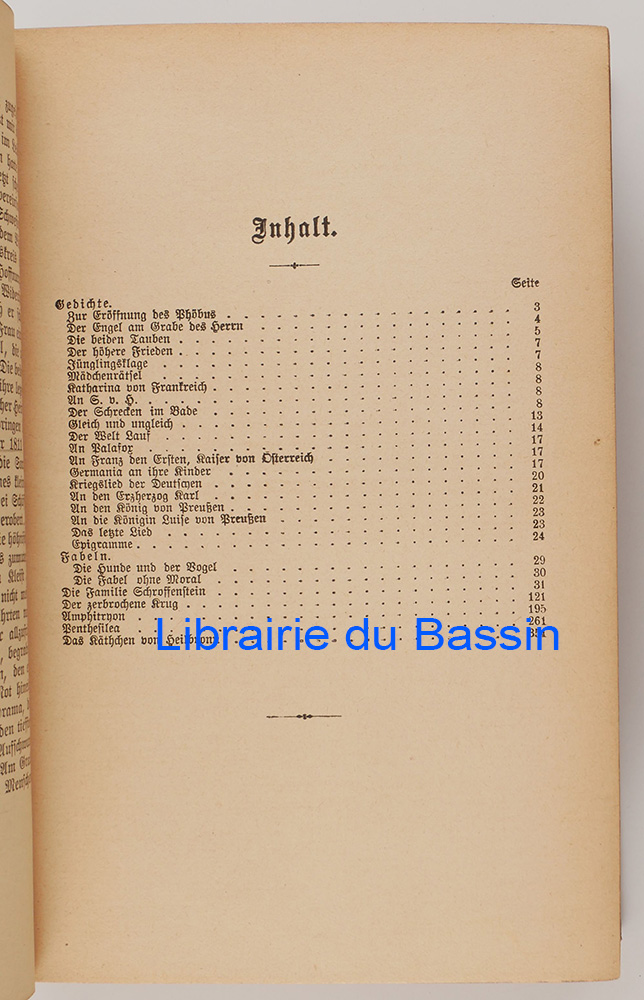 Inhalt.
Seite
Gedichte.
Zur Eröffnung des Phöbus 3
Der Engel am Grabe des Herrn 4
Die beiden Tauben 5
Der höhere Frieden 7
Jünglingsklage 7
Mädchenrätsel 8
Katharina von Frankreich 8
An S. v. H. 8
Der Schrecken im Bade 8
Gleich und ungleich 13
Der Welt Lauf 14
An Palafox 17
An Franz den Ersten, Kaiser von Österreich 17
Germania an ihre Kinder 17
Kriegslied der Deutschen 20
An den Erzherzog Karl 21
An den König von Preußen 22
An die Königin Luise von Preußen 23
Das letzte Lied 23
Epigramme 24
Fabeln.
Die Hunde und der Vogel 29
Die Fabel ohne Moral 30
Die Familie Schroffenstein 31
Der zerbrochene Krug 121
Amphitryon 195
Penthesilea 261
Das Käthchen von Heilbronn 351
Librairie du Bassin